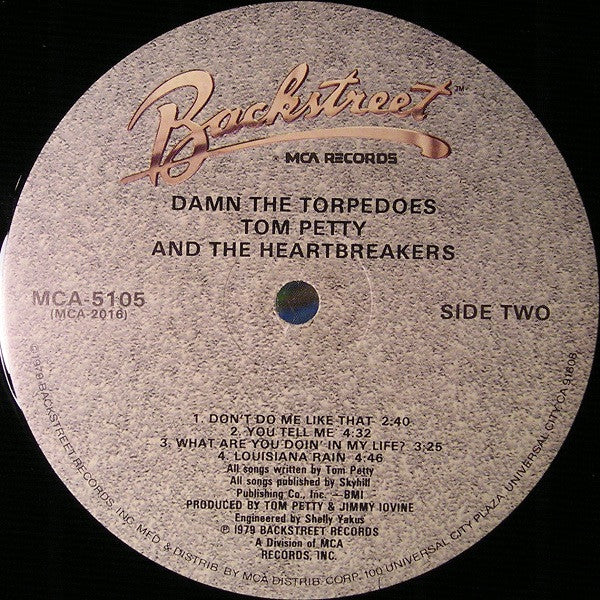 Backstreet™
MCA RECORDS
DAMN THE TORPEDOES
TOM PETTY
AND THE HEARTBREAKERS
MCA-5105
(MCA-2016)
SIDE TWO
1. DON'T DO ME LIKE THAT 2:40
2. YOU TELL ME 4:32
3. WHAT ARE YOU DOIN' IN MY LIFE? 3:25
4. LOUISIANA RAIN 4:46
All songs written by Tom Petty
All songs published by Skyhill
Publishing Co., Inc. – BMI
PRODUCED BY TOM PETTY & JIMMY IOVINE
Engineered by Shelly Yakus
℗ 1979 BACKSTREET RECORDS
A Division of MCA
RECORDS, INC.
©1979 BACKSTREET RECORDS, INC. MFD. & DISTRIB. BY MCA DISTRIB. CORP. 100 UNIVERSAL CITY PLAZA, UNIVERSAL CITY, CA 91608